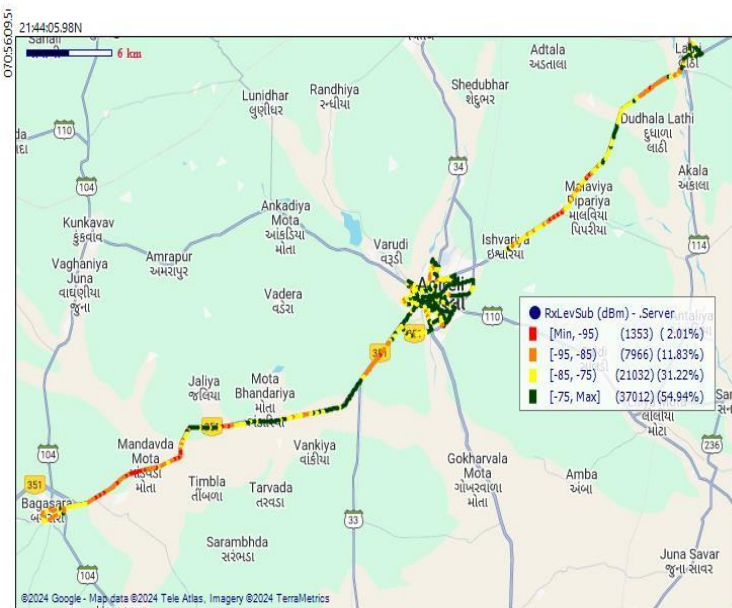 21:44:05.98N
6 km
Adtala
અડતાલા
Lunidhar
લુણીધર
Randhiya
રન્ધીયા
Shedubhar
શેદુભર
Dudhala Lathi
દુધાળા
લાઠી
110
104
34
Akala
અકાલા
Malaviya
Pipariya
માલવિયા
પિપરીયા
Kunkavav
કુંકાવાવ
Ankadiya
Mota
આંકડિયા
મોતા
Varudi
વરૂડી
Ishvariya
ઇશ્વરિયા
114
Amrapur
અમરાપુર
Vaghaniya
Juna
વાઘણીયા
જુના
Vadera
વડેરા
110
351
RxLevSub (dBm) - .Server
[Min, -95) (1353) ( 2.01%)
[-95, -85) (7966) (11.83%)
[-85, -75) (21032) (31.22%)
[-75, Max] (37012) (54.94%)
Jaliya
જલિયા
Mota
Bhandariya
મોતા
મોટા
104
Mandavda
Mota
મોતા
Vankiya
વાંકીયા
236
351
Timbla
તીંબળા
Tarvada
તરવડા
Gokharvala
Mota
ગોખરવાળા
મોતા
Amba
અંબા
Bagasara
33
Sarambhda
સરંભડા
Juna Savar
જુના સાવર
104
©2024 Google - Map data ©2024 Tele Atlas, Imagery ©2024 TerraMetrics